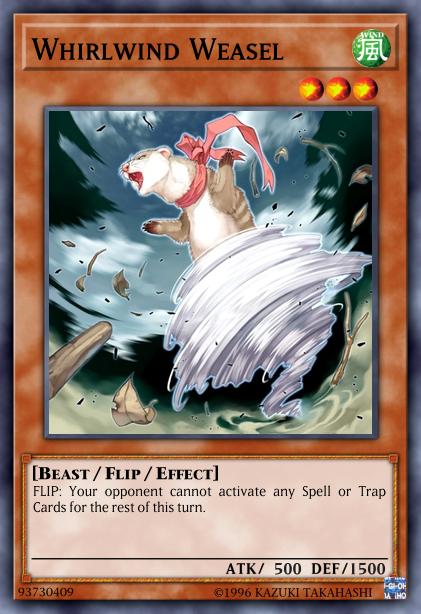 Whirlwind Weasel
WIND
風
[Beast / Flip / Effect]
FLIP: Your opponent cannot activate any Spell or Trap
Cards for the rest of this turn.
ATK/ 500 DEF/1500
93730409
©1996 KAZUKI TAKAHASHI